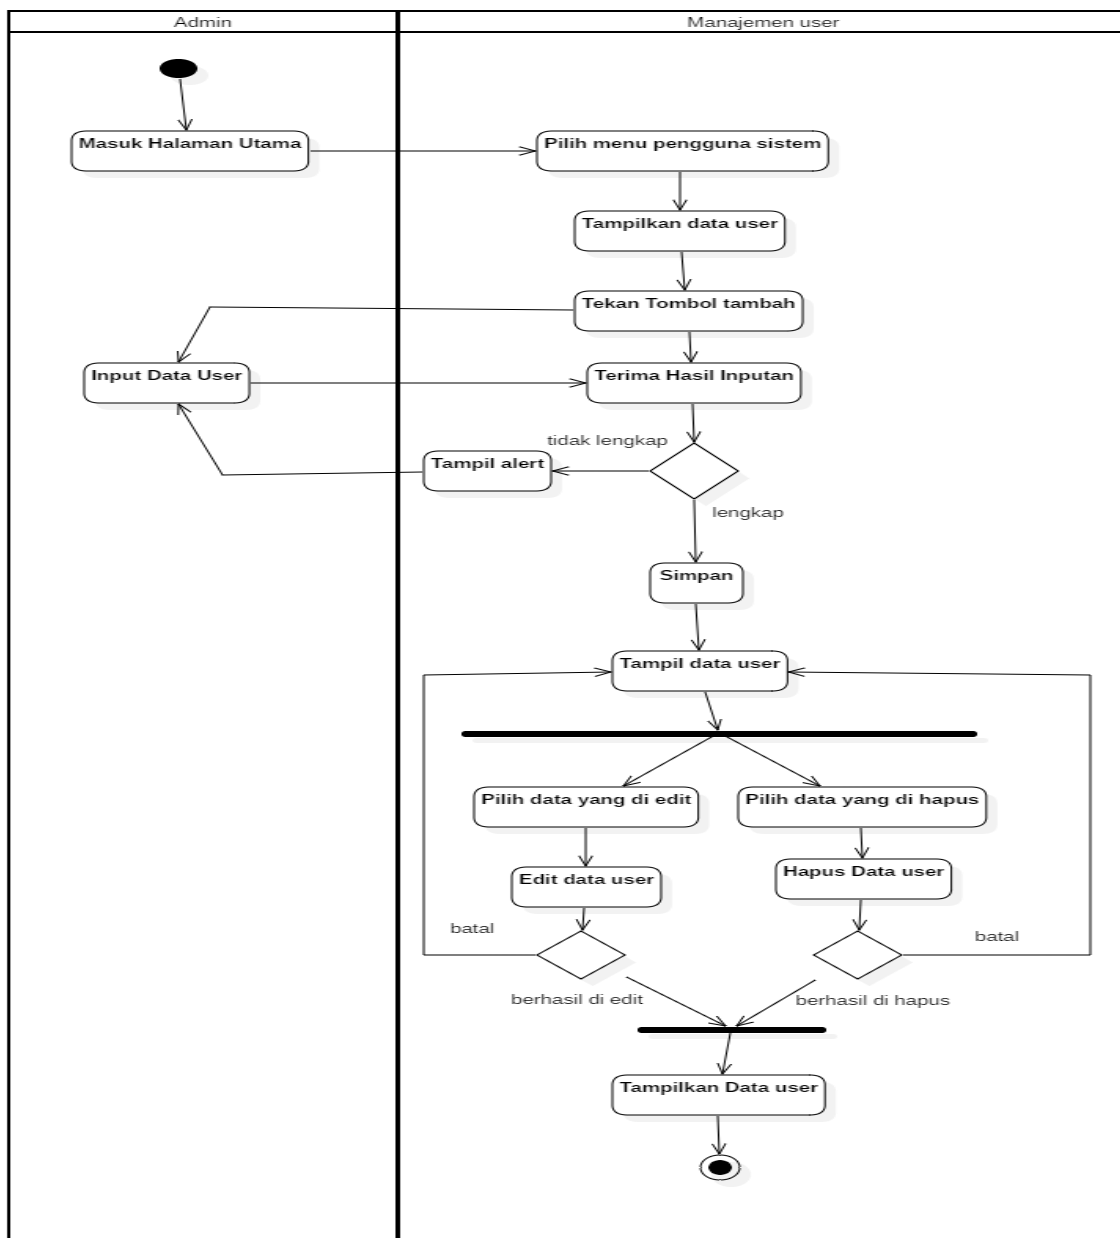 Admin
Manajemen user
Masuk Halaman Utama
Pilih menu pengguna sistem
Tampilkan data user
Tekan Tombol tambah
Input Data User
Terima Hasil Inputan
tidak lengkap
Tampil alert
lengkap
Simpan
Tampil data user
Pilih data yang di edit
Pilih data yang di hapus
Edit data user
Hapus Data user
batal
batal
berhasil di edit
berhasil di hapus
Tampilkan Data user